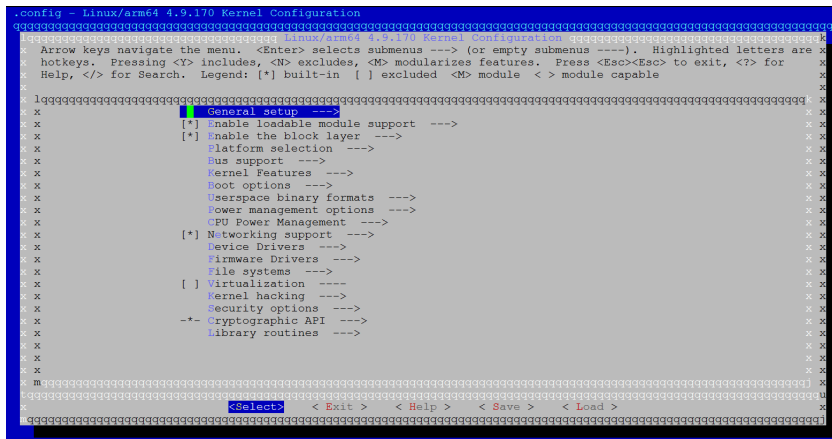 .config - Linux/arm64 4.9.170 Kernel Configuration
Linux/arm64 4.9.170 Kernel Configuration
Arrow keys navigate the menu. <Enter> selects submenus ---> (or empty submenus ----). Highlighted letters are
hotkeys. Pressing <Y> includes, <N> excludes, <M> modularizes features. Press <Esc><Esc> to exit, <?> for
Help, </> for Search. Legend: [*] built-in [ ] excluded <M> module < > module capable
General setup --->
[*] Enable loadable module support --->
[*] Enable the block layer --->
Platform selection --->
Bus support --->
Kernel Features --->
Boot options --->
Userspace binary formats --->
Power management options --->
CPU Power Management --->
[*] Networking support --->
Device Drivers --->
Firmware Drivers --->
File systems --->
[ ] Virtualization ----
Kernel hacking --->
Security options --->
-*- Cryptographic API --->
Library routines --->
<Select> < Exit > < Help > < Save > < Load >